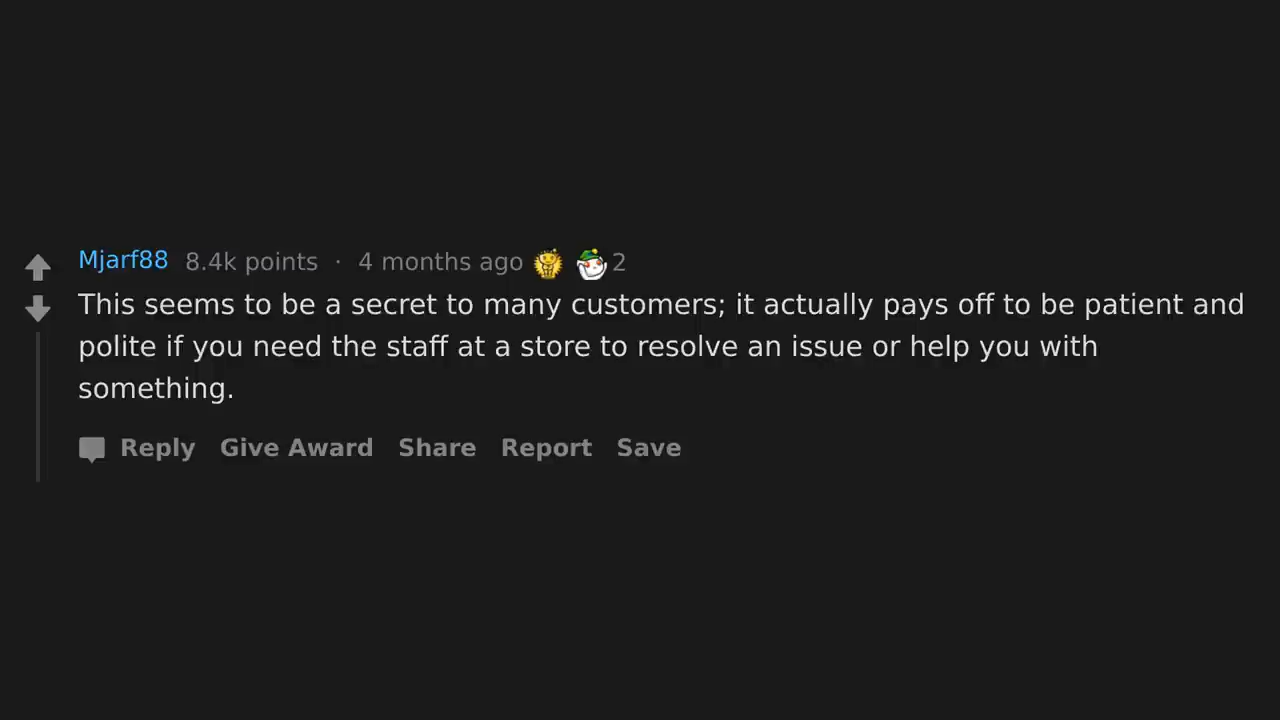 Mjarf88 8.4k points · 4 months ago 2
This seems to be a secret to many customers; it actually pays off to be patient and
polite if you need the staff at a store to resolve an issue or help you with
something.
Reply Give Award Share Report Save